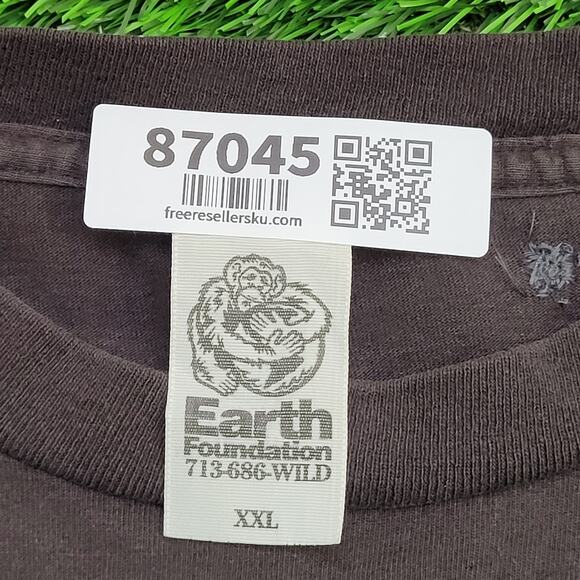 87045
freeresellersku.com
Earth
Foundation
713-686-WILD
XXL